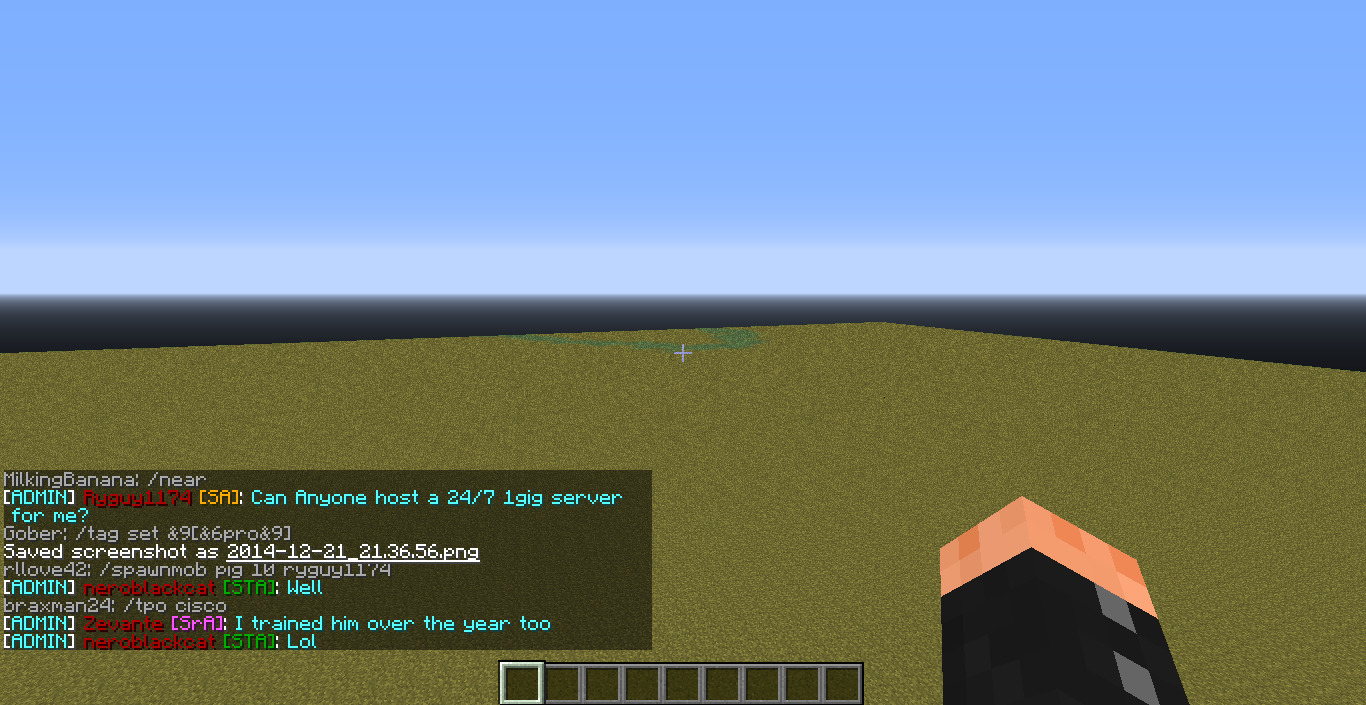 MilkingBanana: /near
[ADMIN] Ryguy1174 [SA]: Can Anyone host a 24/7 1gig server
for me?
Gober: /tag set &9[&6pro&9]
Saved screenshot as 2014-12-21_21.36.56.png
rllove42: /spawnmob pig 10 ryguy1174
[ADMIN] neroblackcat [STA]: Well
braxman24: /tpo cisco
[ADMIN] Zevante [SrA]: I trained him over the year too
[ADMIN] neroblackcat [STA]: Lol